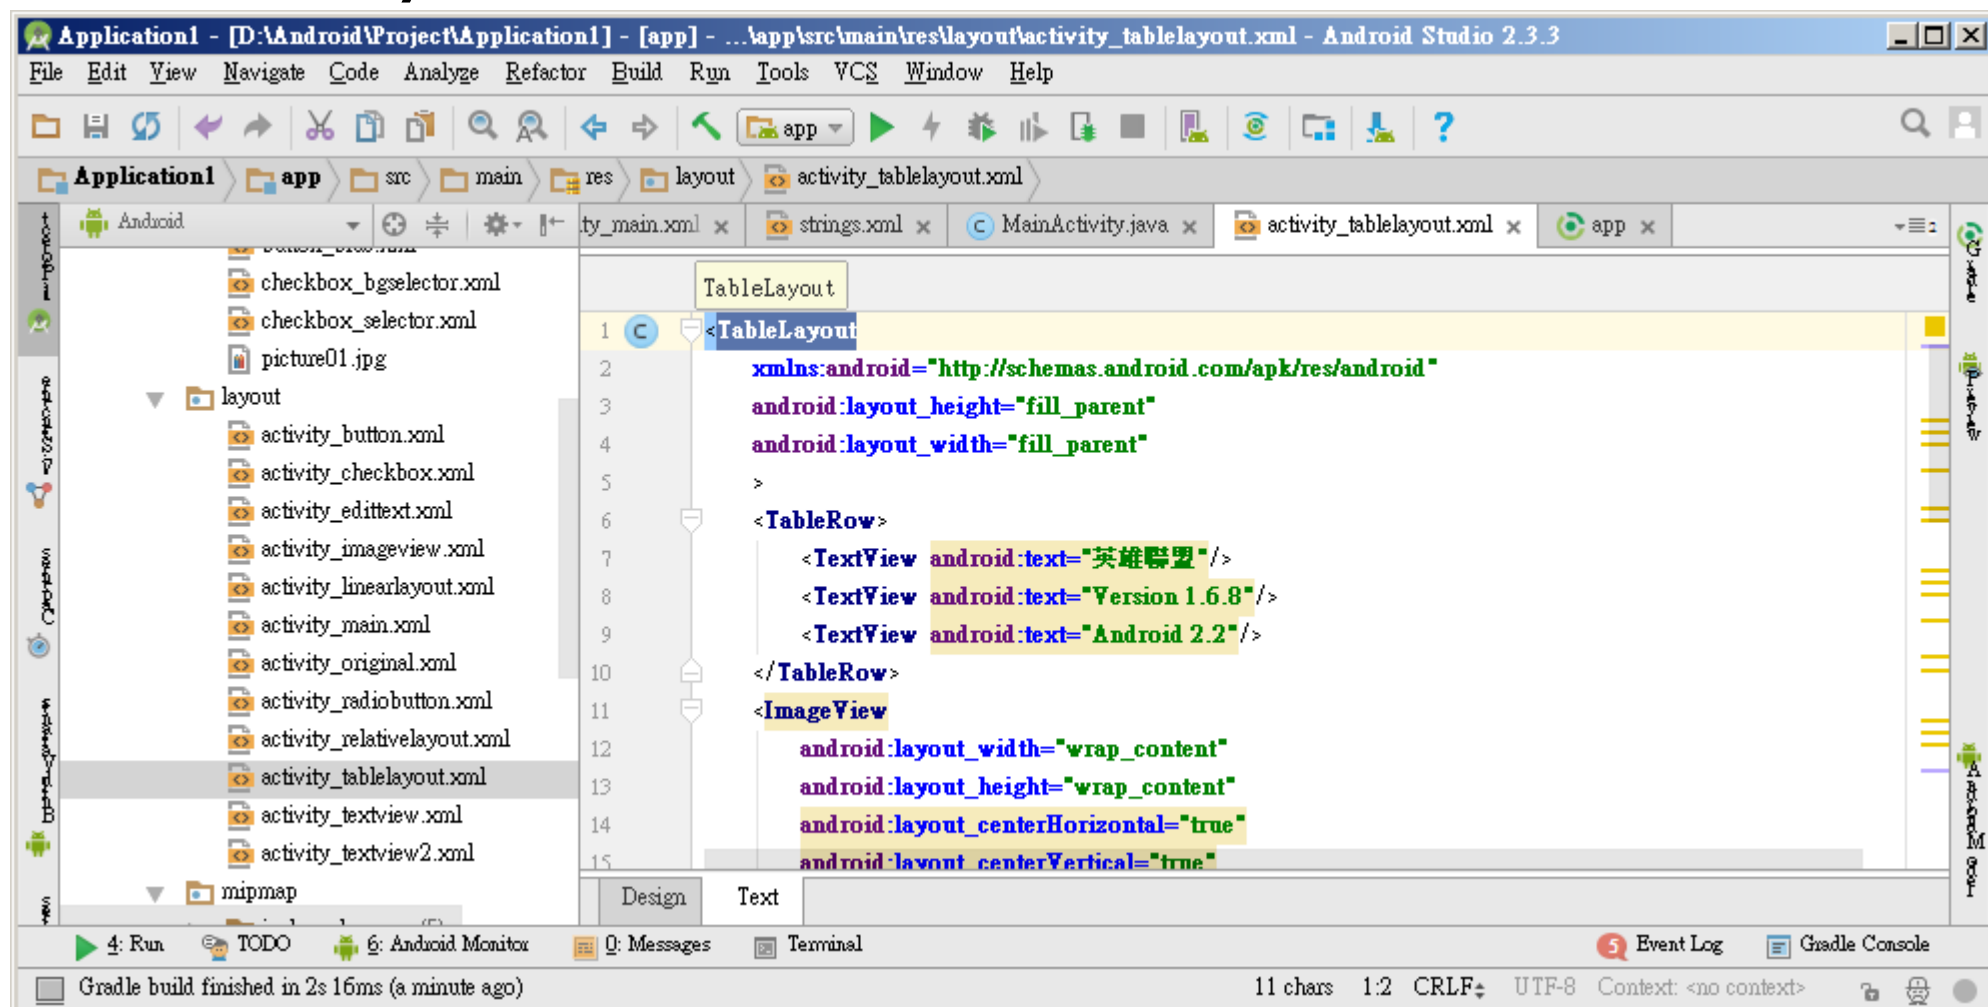 Application1 - [D:\Android\Project\Application1] - [app] - ...\app\src\main\res\layout\activity_tablelayout.xml - Android Studio 2.3.3
File Edit View Navigate Code Analyze Refactor Build Run Tools VCS Window Help
app
Application1 app src main res layout activity_tablelayout.xml
Android
ty_main.xml strings.xml MainActivity.java activity_tablelayout.xml app
checkbox_bgselector.xml
checkbox_selector.xml
picture01.jpg
layout
activity_button.xml
activity_checkbox.xml
activity_edittext.xml
activity_imageview.xml
activity_linearlayout.xml
activity_main.xml
activity_original.xml
activity_radiobutton.xml
activity_relativelayout.xml
activity_tablelayout.xml
activity_textview.xml
activity_textview2.xml
mipmap
TableLayout
1 <TableLayout
2 xmlns:android="http://schemas.android.com/apk/res/android"
3 android:layout_height="fill_parent"
4 android:layout_width="fill_parent"
5 >
6 <TableRow>
7 <TextView android:text="英雄聯盟"/>
8 <TextView android:text="Version 1.6.8"/>
9 <TextView android:text="Android 2.2"/>
10 </TableRow>
11 <ImageView
12 android:layout_width="wrap_content"
13 android:layout_height="wrap_content"
14 android:layout_centerHorizontal="true"
15 android:layout_centerVertical="true"
Design Text
4: Run TODO 6: Android Monitor 0: Messages Terminal 5 Event Log Gradle Console
Gradle build finished in 2s 16ms (a minute ago) 11 chars 1:2 CRLF UTF-8 Context: <no context>